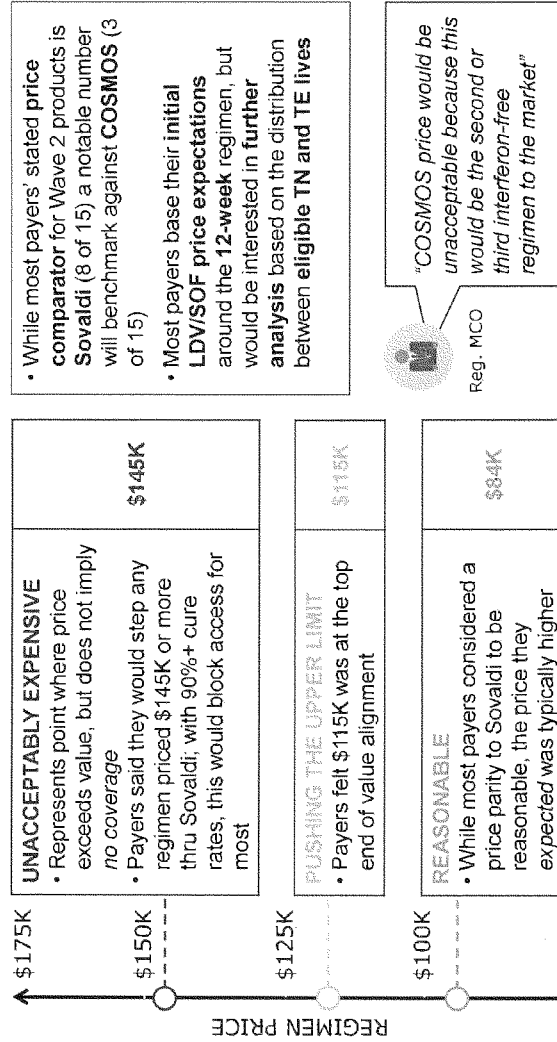 REGIMEN PRICE
$175K
$150K
$125K
$100K
UNACCEPTABLY EXPENSIVE
• Represents point where price
exceeds value, but does not imply
no coverage
• Payers said they would step any
regimen priced $145K or more
thru Sovaldi; with 90%+ cure
rates, this would block access for
most
$145K
PUSHING THE UPPER LIMIT
• Payers felt $115K was at the top
end of value alignment
$115K
REASONABLE
• While most payers considered a
price parity to Sovaldi to be
reasonable, the price they
expected was typically higher
$84K
• While most payers' stated price
comparator for Wave 2 products is
Sovaldi (8 of 15) a notable number
will benchmark against COSMOS (3
of 15)
• Most payers base their initial
LDV/SOF price expectations
around the 12-week regimen, but
would be interested in further
analysis based on the distribution
between eligible TN and TE lives
"COSMOS price would be
unacceptable because this
would be the second or
third interferon-free
regimen to the market"
Reg. MCO